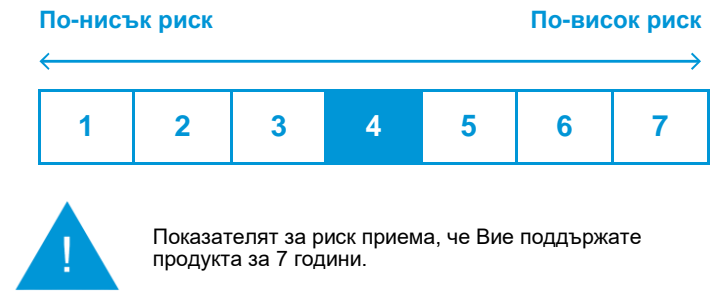 По-нисък риск По-висок риск
1 2 3 4 5 6 7
!
Показателят за риск приема, че Вие поддържате
продукта за 7 години.